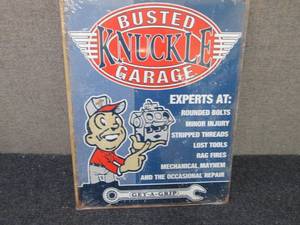 BUSTED
KNUCKLE
GARAGE
EXPERTS AT:
ROUNDED BOLTS
MINOR INJURY
STRIPPED THREADS
LOST TOOLS
RAG FIRES
MECHANICAL MAYHEM
AND THE OCCASIONAL REPAIR
GET-A-GRIP